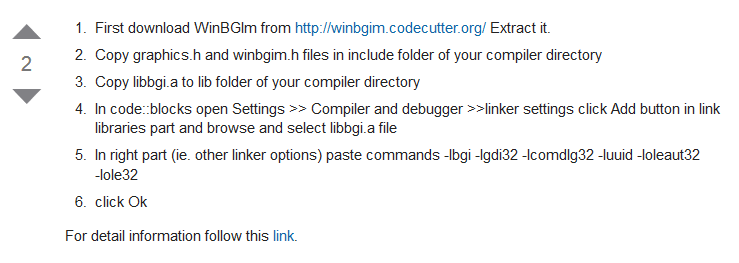 1. First download WinBGIm from http://winbgim.codecutter.org/ Extract it.
2
2. Copy graphics.h and winbgim.h files in include folder of your compiler directory
3. Copy libbgi.a to lib folder of your compiler directory
4. In code::blocks open Settings >> Compiler and debugger >>linker settings click Add button in link
libraries part and browse and select libbgi.a file
5. In right part (ie. other linker options) paste commands -lbgi -lgdi32 -lcomdlg32 -luuid -loleaut32
-lole32
6. click Ok
For detail information follow this link.